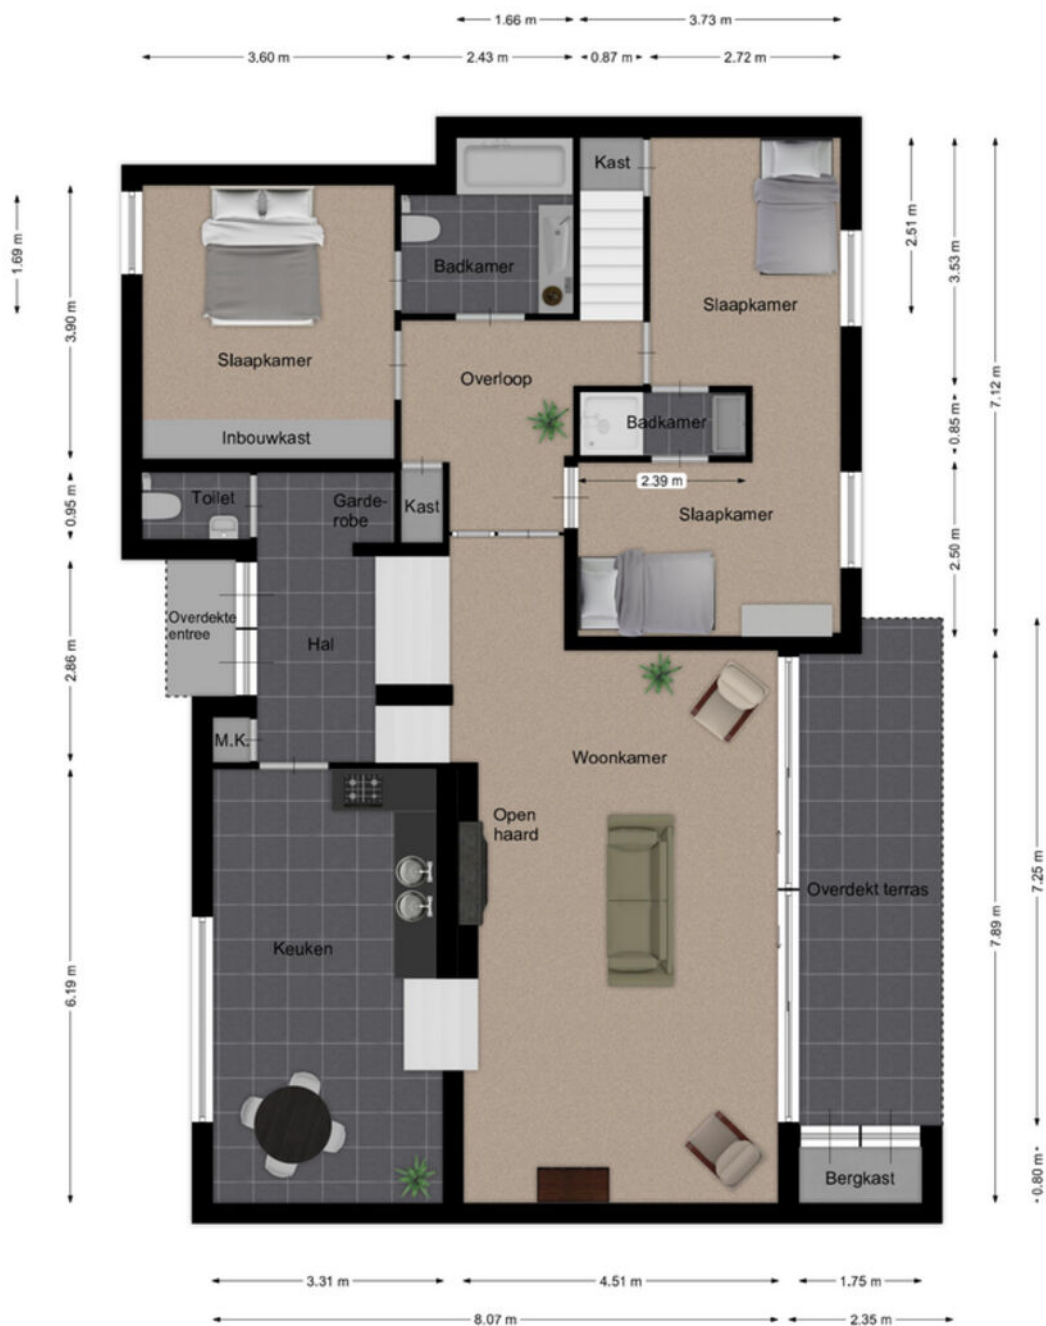 1.66 m
3.73 m
3.60 m
2.43 m
0.87 m
2.72 m
Kast
1.69 m
3.90 m
Badkamer
2.51 m
3.53 m
7.12 m
Slaapkamer
Slaapkamer
Overloop
Inbouwkast
Badkamer
0.85 m
2.39 m
0.95 m
Toilet
Garde-
robe
Kast
Slaapkamer
2.50 m
Overdekte
entree
Hal
2.86 m
M.K.
Woonkamer
Open
haard
Keuken
Overdekt terras
6.19 m
7.89 m
7.25 m
Bergkast
0.80 m
3.31 m
4.51 m
1.75 m
8.07 m
2.35 m